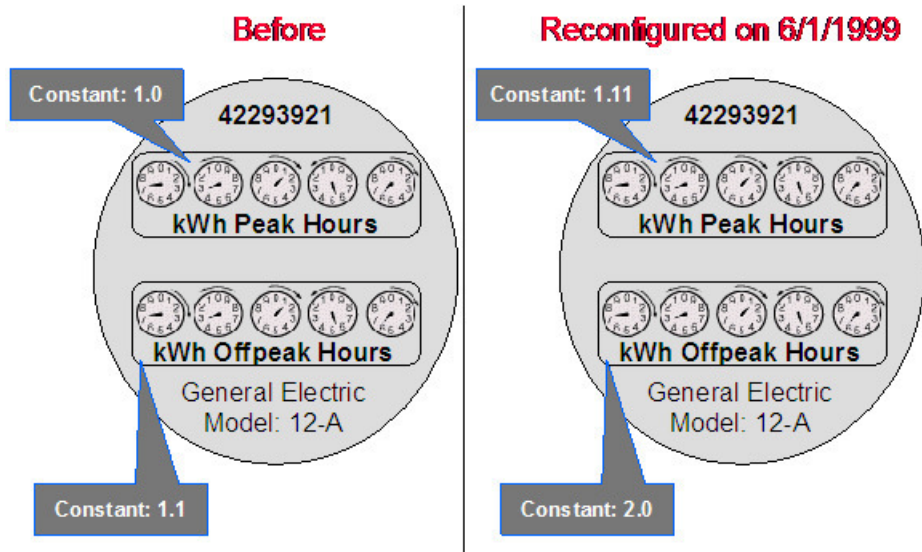 Before
Constant: 1.0
42293921
kWh Peak Hours
kWh Offpeak Hours
General Electric
Model: 12-A
Constant: 1.1
Reconfigured on 6/1/1999
Constant: 1.11
42293921
kWh Peak Hours
kWh Offpeak Hours
General Electric
Model: 12-A
Constant: 2.0